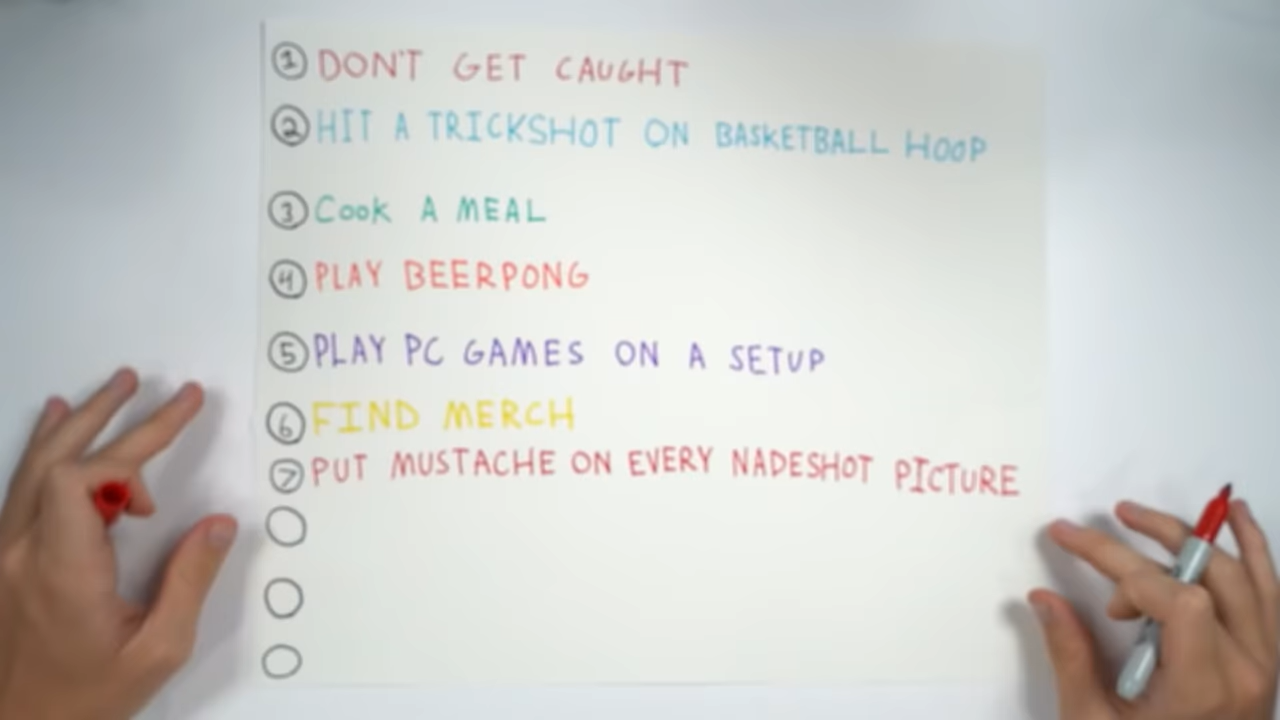 1 DON'T GET CAUGHT
2 HIT A TRICKSHOT ON BASKETBALL HOOP
3 Cook A MEAL
4 PLAY BEERPONG
5 PLAY PC GAMES ON A SETUP
6 FIND MERCH
7 PUT MUSTACHE ON EVERY NADESHOT PICTURE